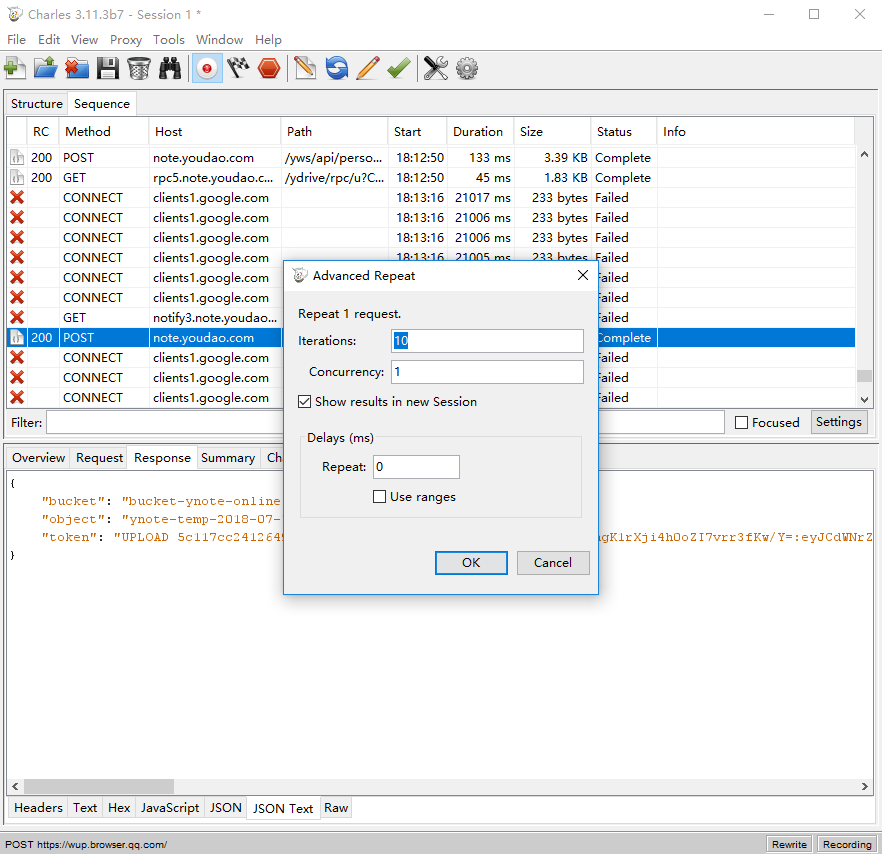 Charles 3.11.3b7 - Session 1 *
File Edit View Proxy Tools Window Help
Structure Sequence
RC Method Host Path Start Duration Size Status Info
200 POST note.youdao.com /yws/api/perso... 18:12:50 133 ms 3.39 KB Complete
200 GET rpc5.note.youdao.c... /ydrive/rpc/u?C... 18:12:50 45 ms 1.83 KB Complete
CONNECT clients1.google.com 18:13:16 21017 ms 233 bytes Failed
CONNECT clients1.google.com 18:13:16 21006 ms 233 bytes Failed
CONNECT clients1.google.com 18:13:16 21006 ms 233 bytes Failed
CONNECT clients1.google.com 18:13:16 21005 ms 233 bytes Failed
CONNECT clients1.google.com Failed
CONNECT clients1.google.com Failed
GET notify3.note.youdao... Failed
200 POST note.youdao.com Complete
CONNECT clients1.google.com Failed
CONNECT clients1.google.com Failed
CONNECT clients1.google.com Failed
Filter: Focused Settings
Advanced Repeat
Repeat 1 request.
Iterations: 10
Concurrency: 1
Show results in new Session
Delays (ms)
Repeat: 0
Use ranges
OK Cancel
Overview Request Response Summary Ch
{
"bucket": "bucket-ynote-online
"object": "ynote-temp-2018-07-
"token": "UPLOAD
}
Headers Text Hex JavaScript JSON JSON Text Raw
POST https://wup.browser.qq.com/ Rewrite Recording